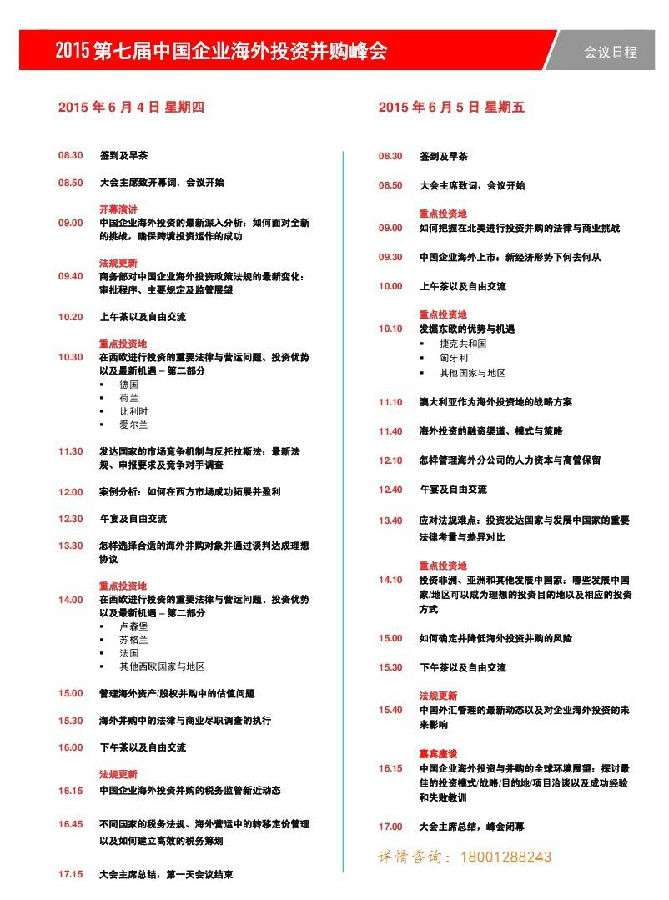 2015 第七届中国企业海外投资并购峰会
会议日程
2015 年 6 月 4 日 星期四
08.30 签到及早茶
08.50 大会主席致开幕词，会议开始
开幕演讲
09.00 中国企业海外投资的最新深入分析：如何面对全新
的挑战，确保跨境投资运作的成功
法规更新
09.40 商务部对中国企业海外投资政策法规的最新变化：
审批程序、主要规定及监管展望
10.20 上午茶以及自由交流
重点投资地
10.30 在西欧进行投资的重要法律与营运问题、投资优势
以及最新机遇 – 第二部分
▪ 德国
▪ 荷兰
▪ 比利时
▪ 爱尔兰
11.30 发达国家的市场竞争机制与反托拉斯法：最新法
规、申报要求及竞争对手调查
12.00 案例分析：如何在西方市场成功拓展并盈利
12.30 午宴及自由交流
13.30 怎样选择合适的海外并购对象并通过谈判达成理想
协议
重点投资地
14.00 在西欧进行投资的重要法律与营运问题、投资优势
以及最新机遇 – 第二部分
▪ 卢森堡
▪ 苏格兰
▪ 法国
▪ 其他西欧国家与地区
15.00 管理海外资产/股权并购中的估值问题
15.30 海外并购中的法律与商业尽职调查的执行
16.00 下午茶以及自由交流
法规更新
16.15 中国企业海外投资并购的税务监管新近动态
16.45 不同国家的税务法规、海外营运中的转移定价管理
以及如何建立高效的税务筹划
17.15 大会主席总结，第一天会议结束
2015 年 6 月 5 日 星期五
08.30 签到及早茶
08.50 大会主席致词，会议开始
重点投资地
09.00 如何把握在北美进行投资并购的法律与商业挑战
09.30 中国企业海外上市：新经济形势下何去何从
10.00 上午茶以及自由交流
重点投资地
10.10 发掘东欧的优势与机遇
▪ 捷克共和国
▪ 匈牙利
▪ 其他国家与地区
11.10 澳大利亚作为海外投资地的战略方案
11.40 海外投资的融资渠道、模式与策略
12.10 怎样管理海外分公司的人力资本与高管保留
12.40 午宴及自由交流
13.40 应对法规难点：投资发达国家与发展中国家的重要
法律考量与差异对比
重点投资地
14.10 投资非洲、亚洲和其他发展中国家：哪些发展中国
家/地区可以成为理想的投资目的地以及相应的投资
方式
15.00 如何确定并降低海外投资并购的风险
15.30 下午茶以及自由交流
法规更新
15.40 中国外汇管理的最新动态以及对企业海外投资的未
来影响
嘉宾座谈
16.15 中国企业海外投资与并购的全球环境展望：探讨最
佳的投资模式/战略/目的地/项目洽谈以及成功经验
和失败教训
17.00 大会主席总结，峰会闭幕
详情咨询：18001288243